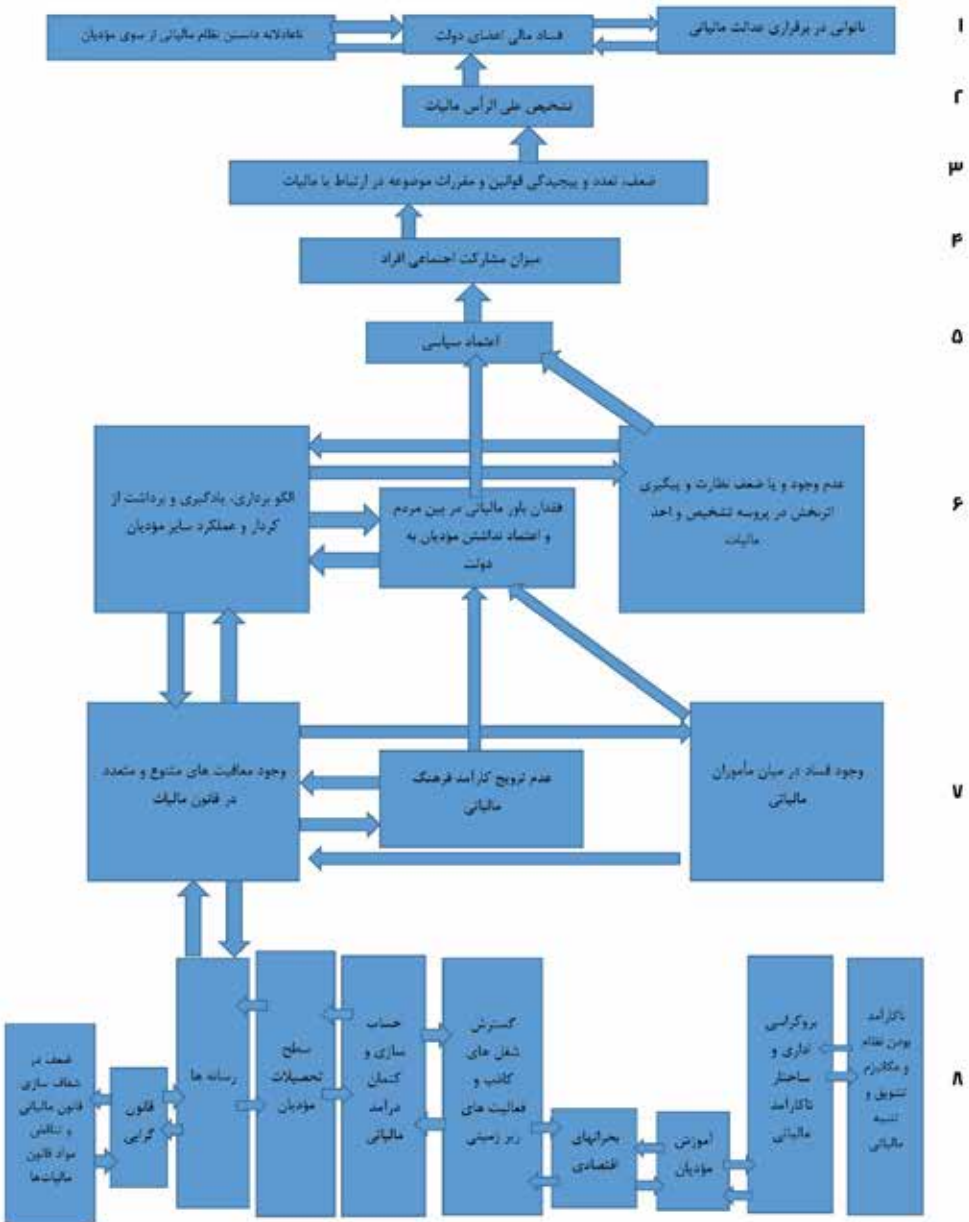 ۱
ناتوانی در برقراری عدالت مالیاتی
فساد مالی اعضای دولت
ناعادلانه دانستن نظام مالیاتی از سوی مؤدیان
۲
تشخیص علی الرأس مالیات
۳
ضعف، تعدد و پیچیدگی قوانین و مقررات موضوعه در ارتباط با مالیات
۴
میزان مشارکت اجتماعی افراد
۵
اعتماد سیاسی
۶
عدم وجود و یا ضعف نظارت و پیگیری
اثربخش در پروسه تشخیص و اخذ
مالیات
فقدان باور مالیاتی در بین مردم
و اعتماد نداشتن مؤدیان به
دولت
الگو برداری، یادگیری و برداشت از
کردار و عملکرد سایر مؤدیان
۷
وجود فساد در میان مأموران
مالیاتی
عدم ترویج کارآمد فرهنگ
مالیاتی
وجود معافیت های متنوع و متعدد
در قانون مالیات
۸
ناکارآمد
بودن نظام
و مکانیزم
تشویق و
تنبیه
مالیاتی
بروکراسی
اداری و
ساختار
ناکارآمد
مالیاتی
آموزش
مؤدیان
بحرانهای
اقتصادی
گسترش
شغل های
کاذب و
فعالیت های
زیر زمینی
حساب
سازی و
کتمان
درآمد
مالیاتی
سطح
تحصیلات
مؤدیان
رسانه ها
قانون
گرایی
ضعف در
شفاف سازی
قانون مالیاتی
و تناقض
مواد قانون
مالیات‌ها